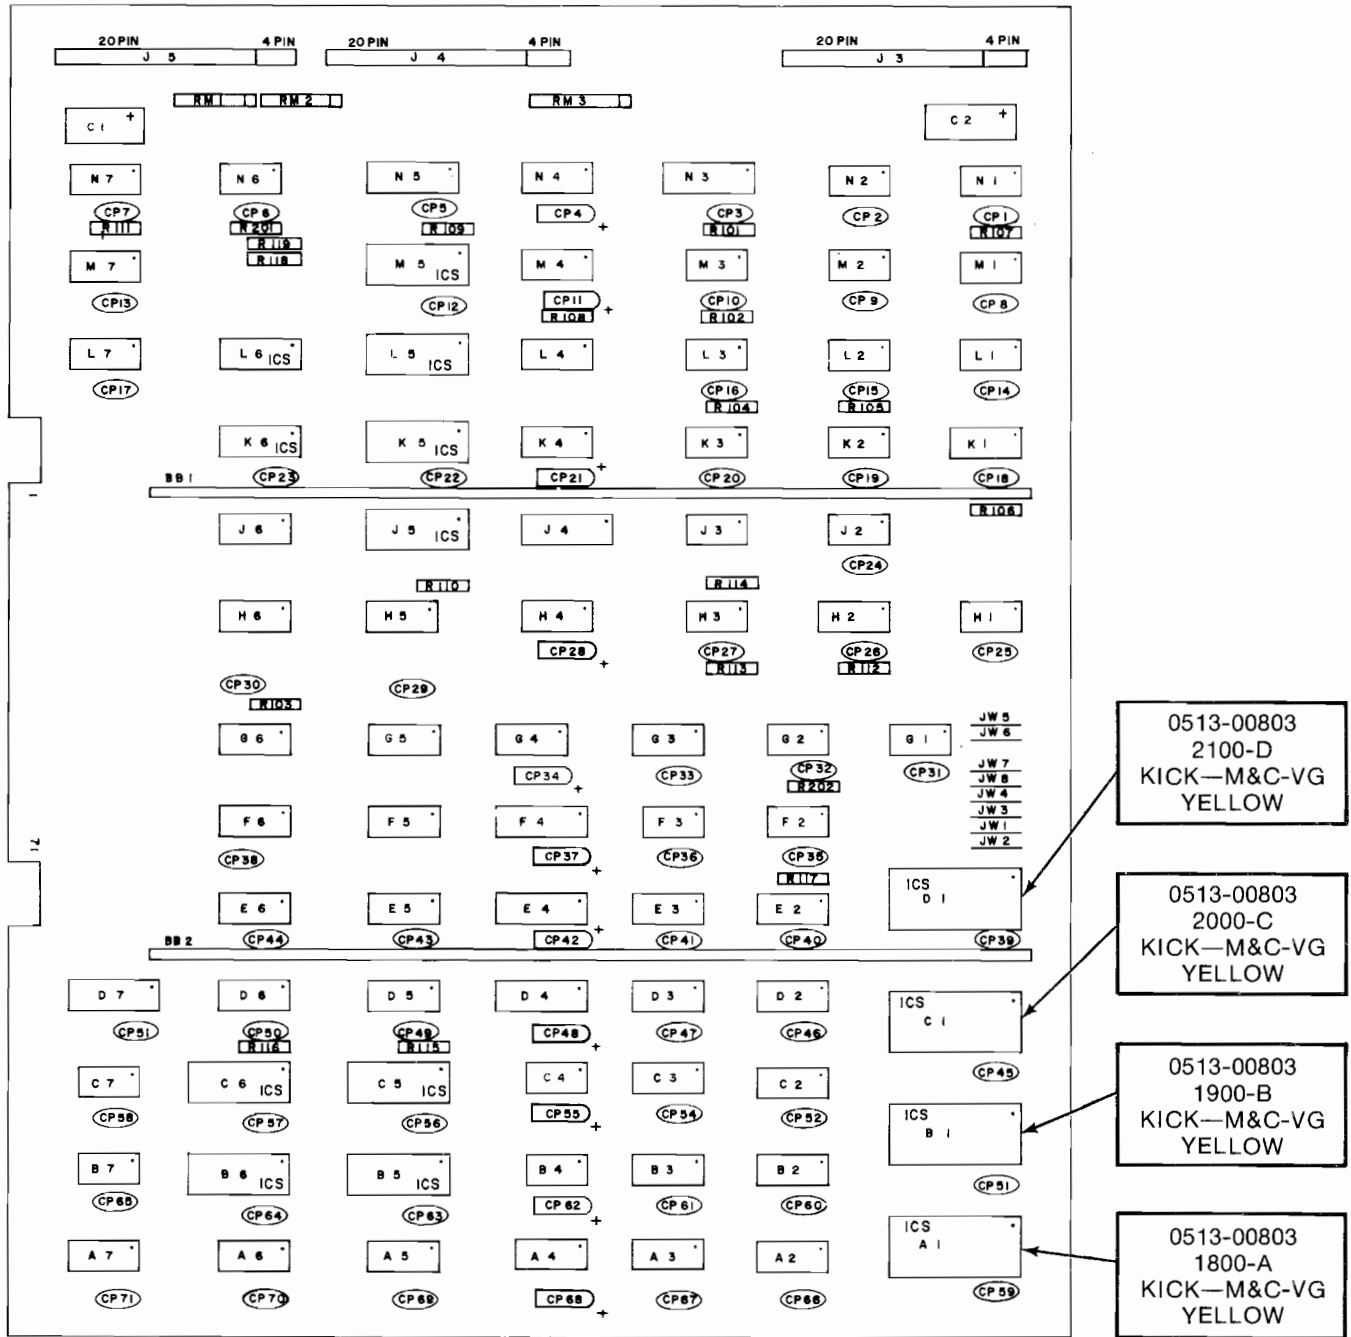 20 PIN 4 PIN 20 PIN 4 PIN 20 PIN 4 PIN
J 5 J 4 J 3
RM 1 RM 2 RM 3
C 1 + C 2 +
N 7 N 6 N 5 N 4 N 3 N 2 N 1
CP7 CP6 CP5 CP4 + CP3 CP2 CP1
R111 R201 R109 R101 R107
R119
R118
M 7 M 5 ICS M 4 M 3 M 2 M 1
CP13 CP12 CP11 + CP10 CP9 CP8
R108 R102
L 7 L 6 ICS L 5 ICS L 4 L 3 L 2 L 1
CP17 CP16 CP15 CP14
R104 R105
K 6 ICS K 5 ICS K 4 K 3 K 2 K 1
BB1 CP23 CP22 CP21 + CP20 CP19 CP18
1 R106
J 6 J 5 ICS J 4 J 3 J 2
CP24
R110 R114
H 6 H 5 H 4 H 3 H 2 H 1
CP28 + CP27 CP26 CP25
R113 R112
CP30 CP29
R103
JW 5
G 6 G 5 G 4 G 3 G 2 G 1 JW 6
CP34 + CP33 CP32 CP31 JW 7
R202 JW 8
JW 4
JW 3
F 6 F 5 F 4 F 3 F 2 JW 1
71 JW 2
CP38 CP37 + CP36 CP35
R117
ICS D 1
E 6 E 5 E 4 E 3 E 2
BB2 CP44 CP43 CP42 + CP41 CP40 CP39
D 7 D 6 D 5 D 4 D 3 D 2 ICS C 1
CP51 CP50 CP49 CP48 + CP47 CP46
R116 R115
C 7 C 6 ICS C 5 ICS C 4 C 3 C 2 CP45
CP58 CP57 CP56 CP55 + CP54 CP52 ICS B 1
B 7 B 6 ICS B 5 ICS B 4 B 3 B 2
CP65 CP64 CP63 CP62 + CP61 CP60 CP51
ICS A 1
A 7 A 6 A 5 A 4 A 3 A 2
CP71 CP70 CP69 CP68 + CP67 CP66 CP59
0513-00803
2100-D
KICK—M&C-VG
YELLOW
0513-00803
2000-C
KICK—M&C-VG
YELLOW
0513-00803
1900-B
KICK—M&C-VG
YELLOW
0513-00803
1800-A
KICK—M&C-VG
YELLOW